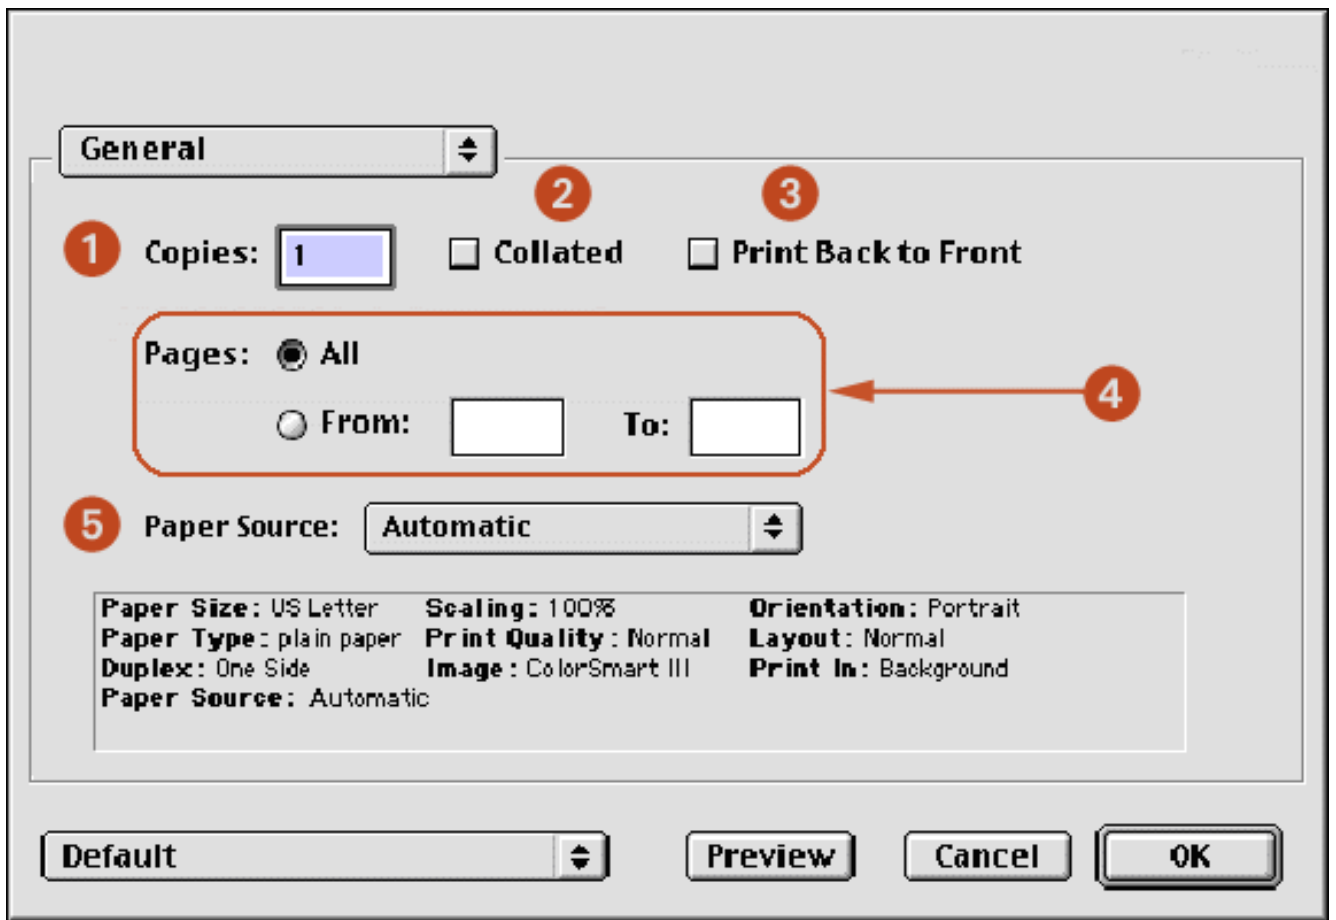 General
2 3
1 Copies: 1 Collated Print Back to Front
Pages: All
4
From: To:
5 Paper Source: Automatic
Paper Size: US Letter Scaling: 100% Orientation: Portrait
Paper Type: plain paper Print Quality: Normal Layout: Normal
Duplex: One Side Image: ColorSmart III Print In: Background
Paper Source: Automatic
Default Preview Cancel OK